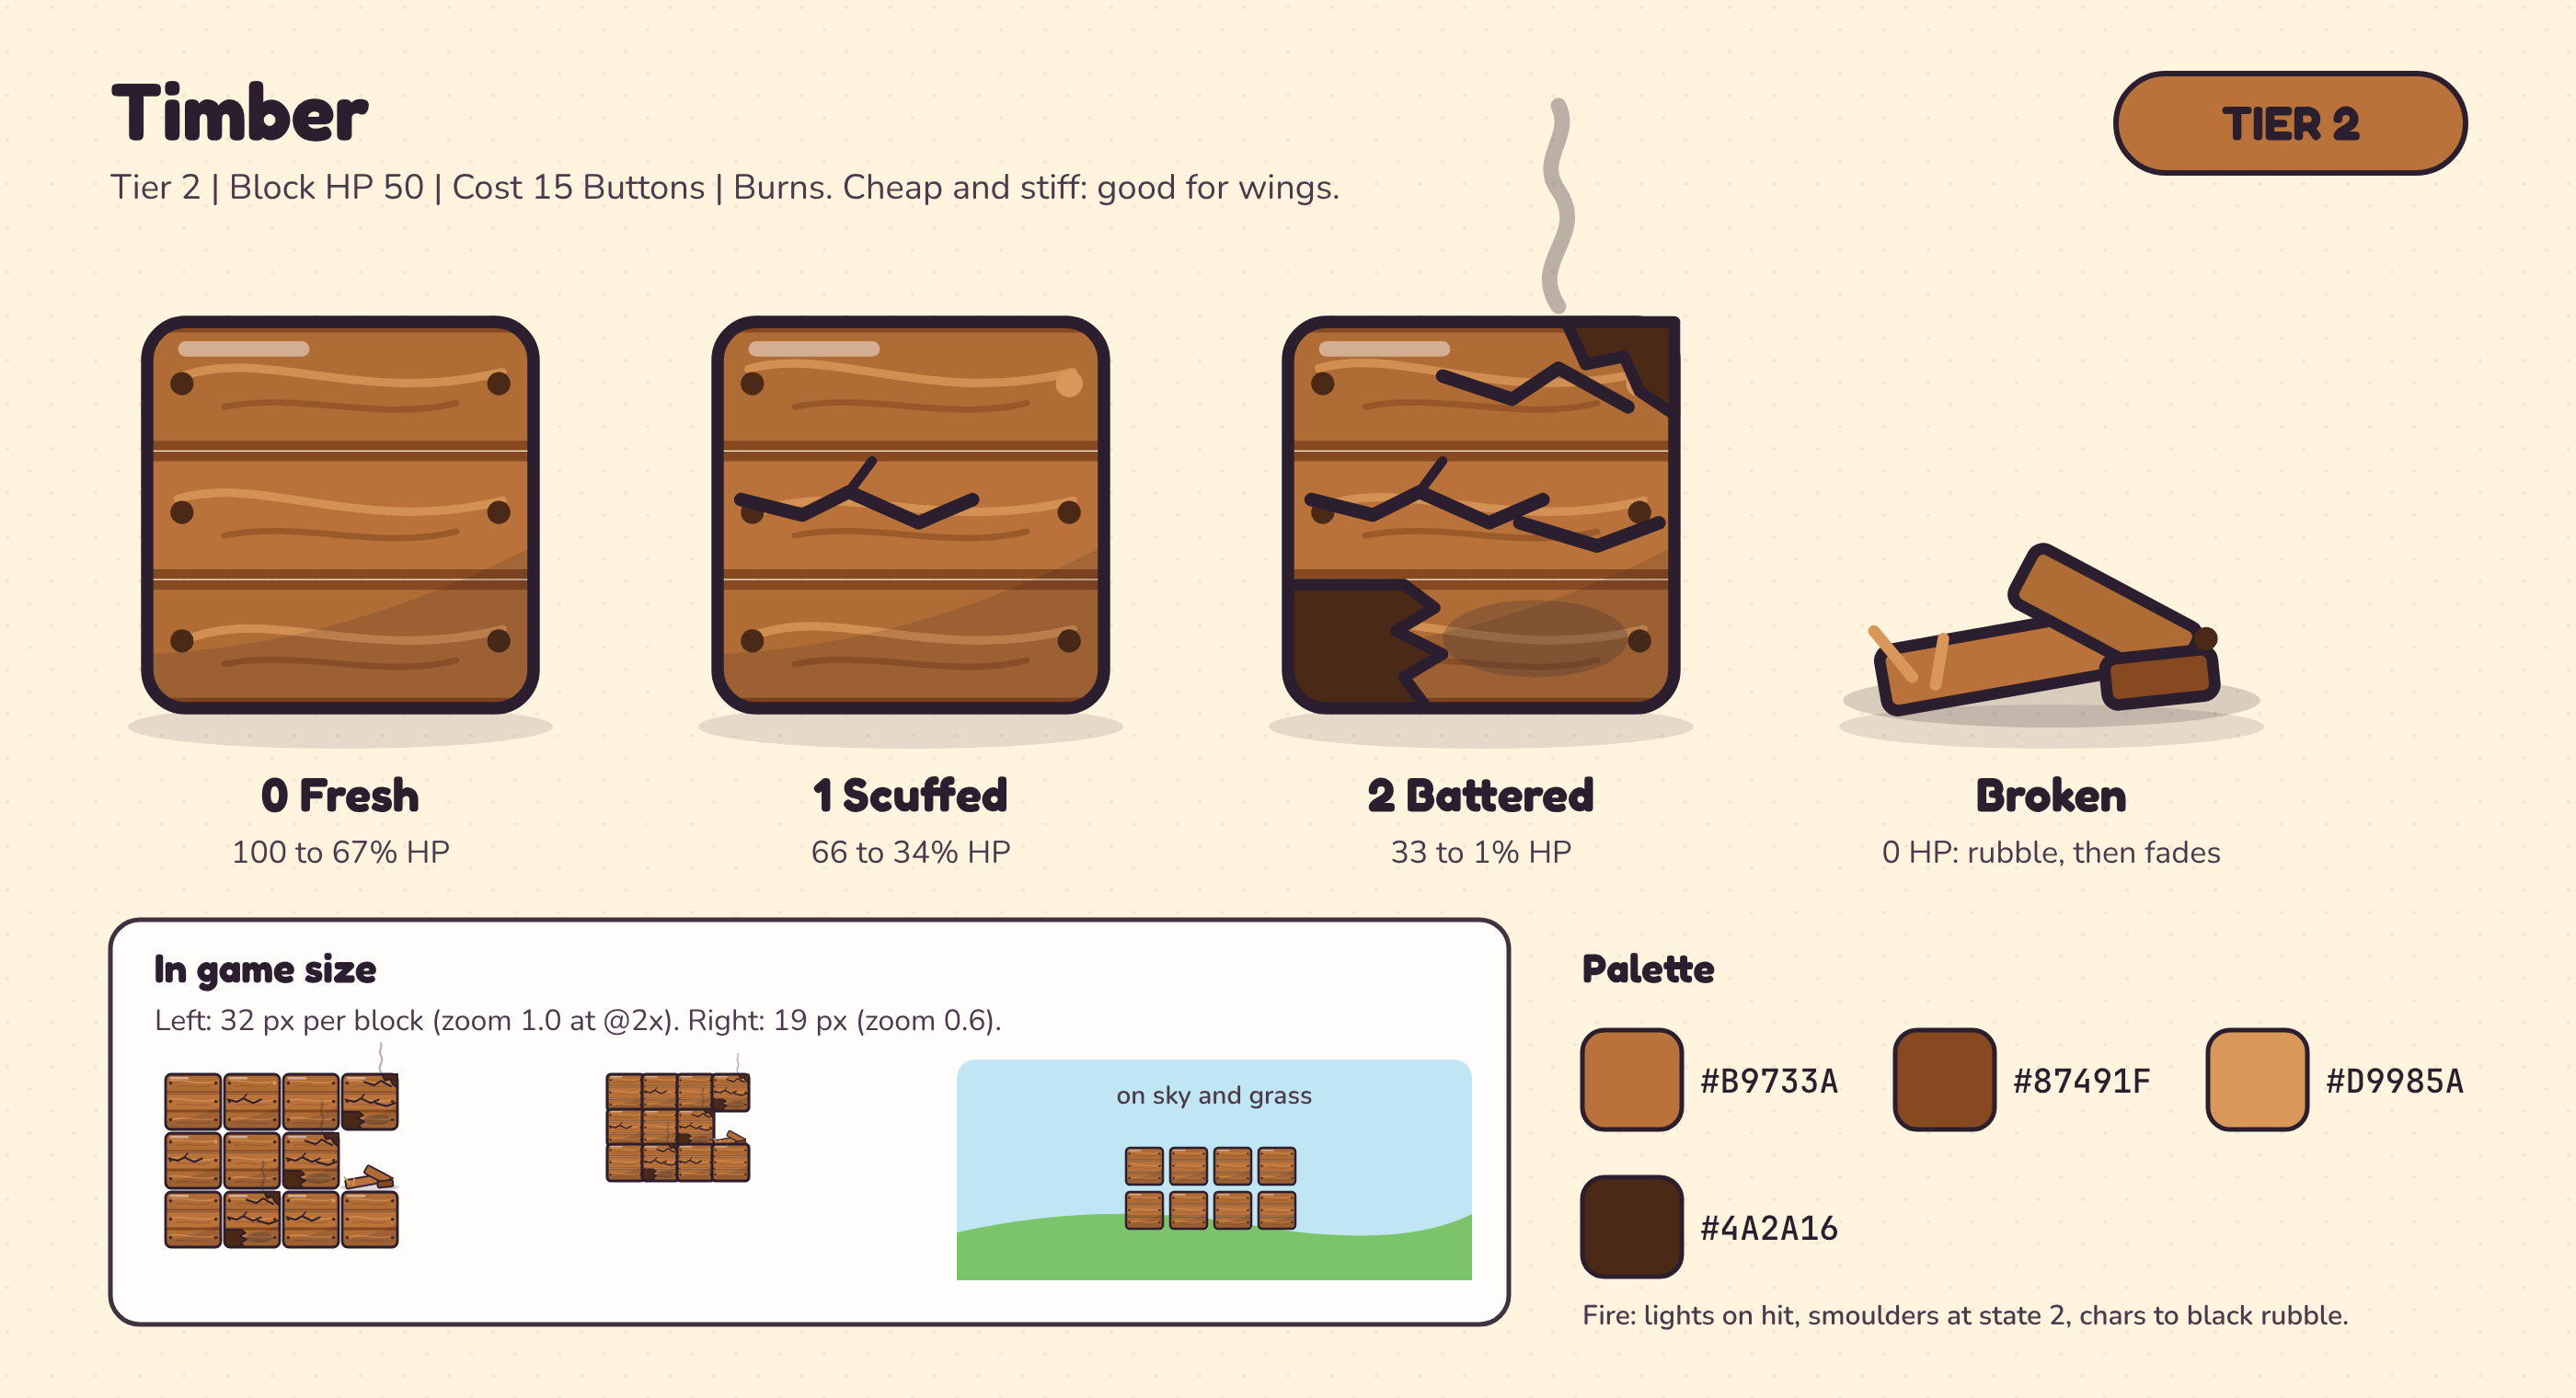 Timber
TIER 2
Tier 2 | Block HP 50 | Cost 15 Buttons | Burns. Cheap and stiff: good for wings.
0 Fresh
100 to 67% HP
1 Scuffed
66 to 34% HP
2 Battered
33 to 1% HP
Broken
0 HP: rubble, then fades
In game size
Left: 32 px per block (zoom 1.0 at @2x). Right: 19 px (zoom 0.6).
on sky and grass
Palette
#B9733A
#87491F
#D9985A
#4A2A16
Fire: lights on hit, smoulders at state 2, chars to black rubble.